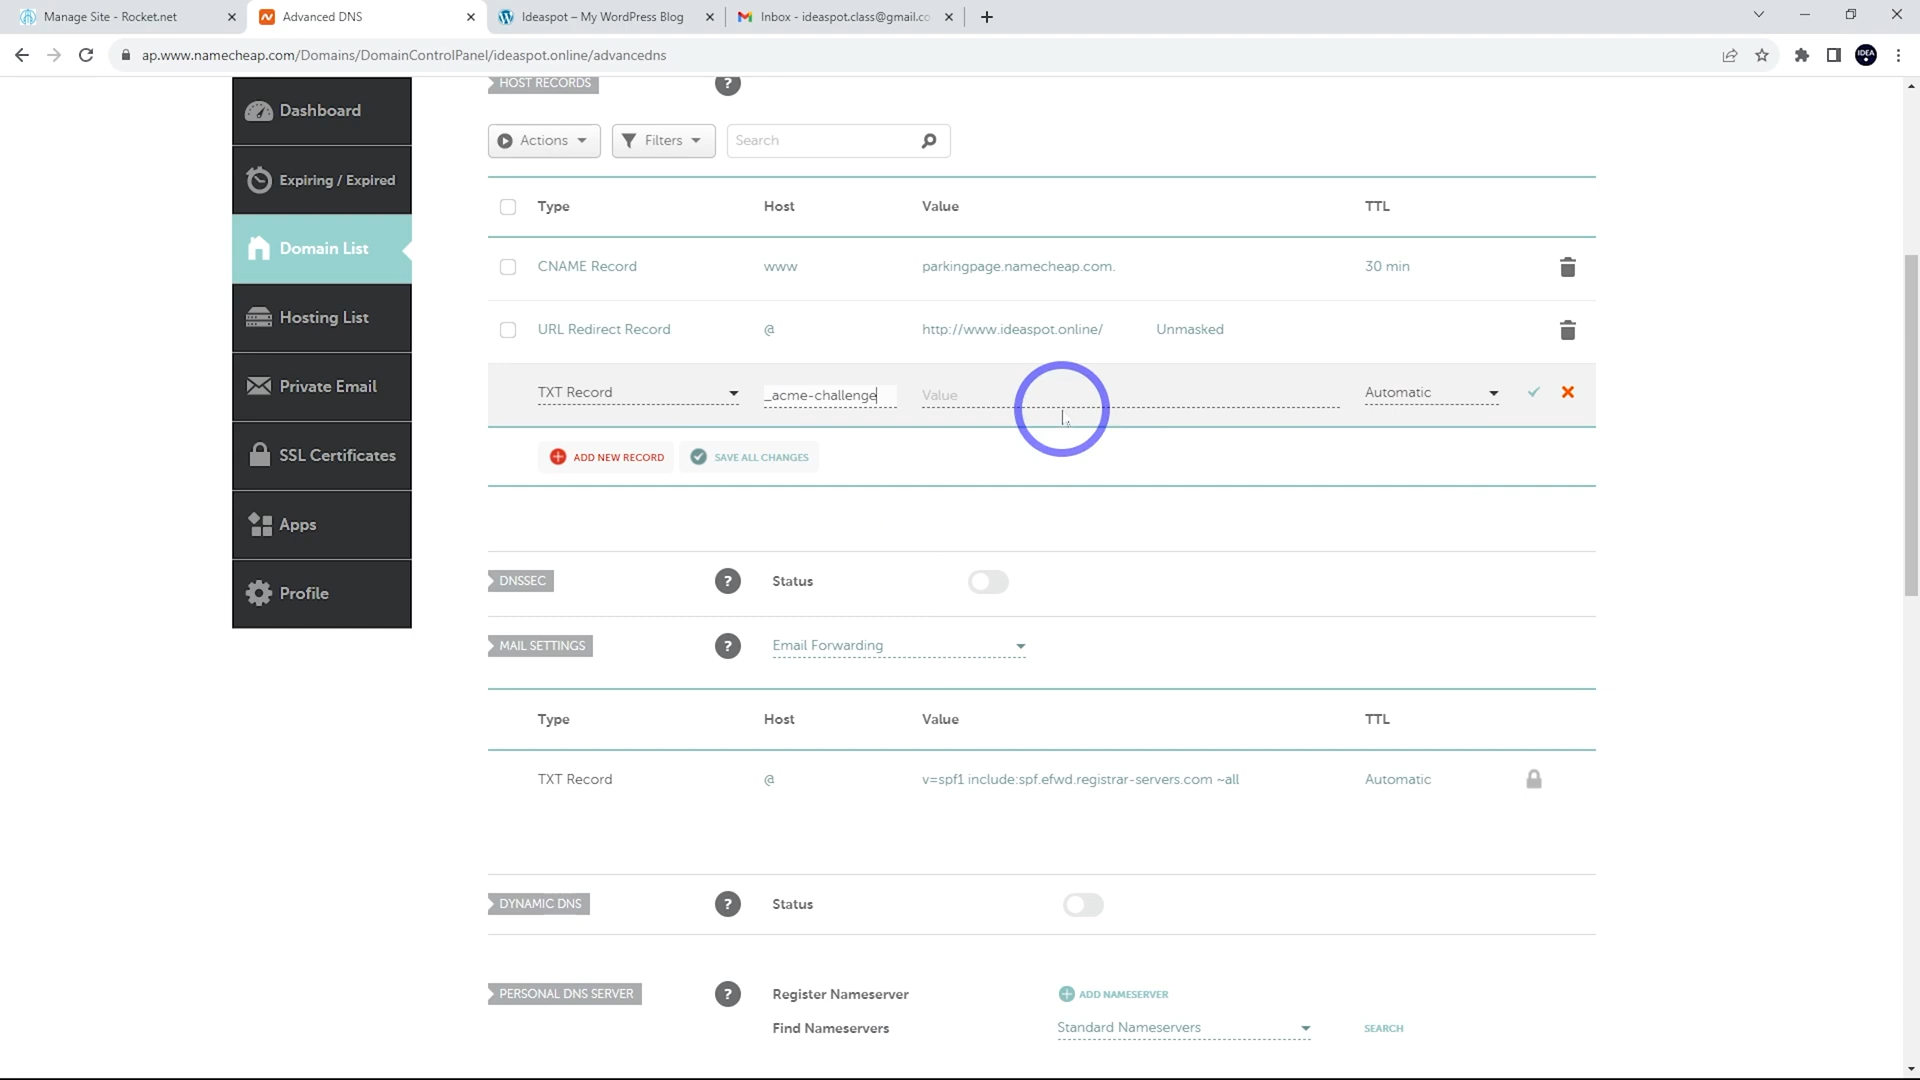 Manage Site - Rocket.net
Advanced DNS
Ideaspot – My WordPress Blog
Inbox - ideaspot.class@gmail.co
ap.www.namecheap.com/Domains/DomainControlPanel/ideaspot.online/advancedns
IDEA
Dashboard
Expiring / Expired
Domain List
Hosting List
Private Email
SSL Certificates
Apps
Profile
HOST RECORDS ?
Actions Filters Search
Type Host Value TTL
CNAME Record www parkingpage.namecheap.com. 30 min
URL Redirect Record @ http://www.ideaspot.online/ Unmasked
TXT Record _acme-challenge Value Automatic
ADD NEW RECORD SAVE ALL CHANGES
DNSSEC ? Status
MAIL SETTINGS ? Email Forwarding
Type Host Value TTL
TXT Record @ v=spf1 include:spf.efwd.registrar-servers.com ~all Automatic
DYNAMIC DNS ? Status
PERSONAL DNS SERVER ? Register Nameserver ADD NAMESERVER
Find Nameservers Standard Nameservers SEARCH